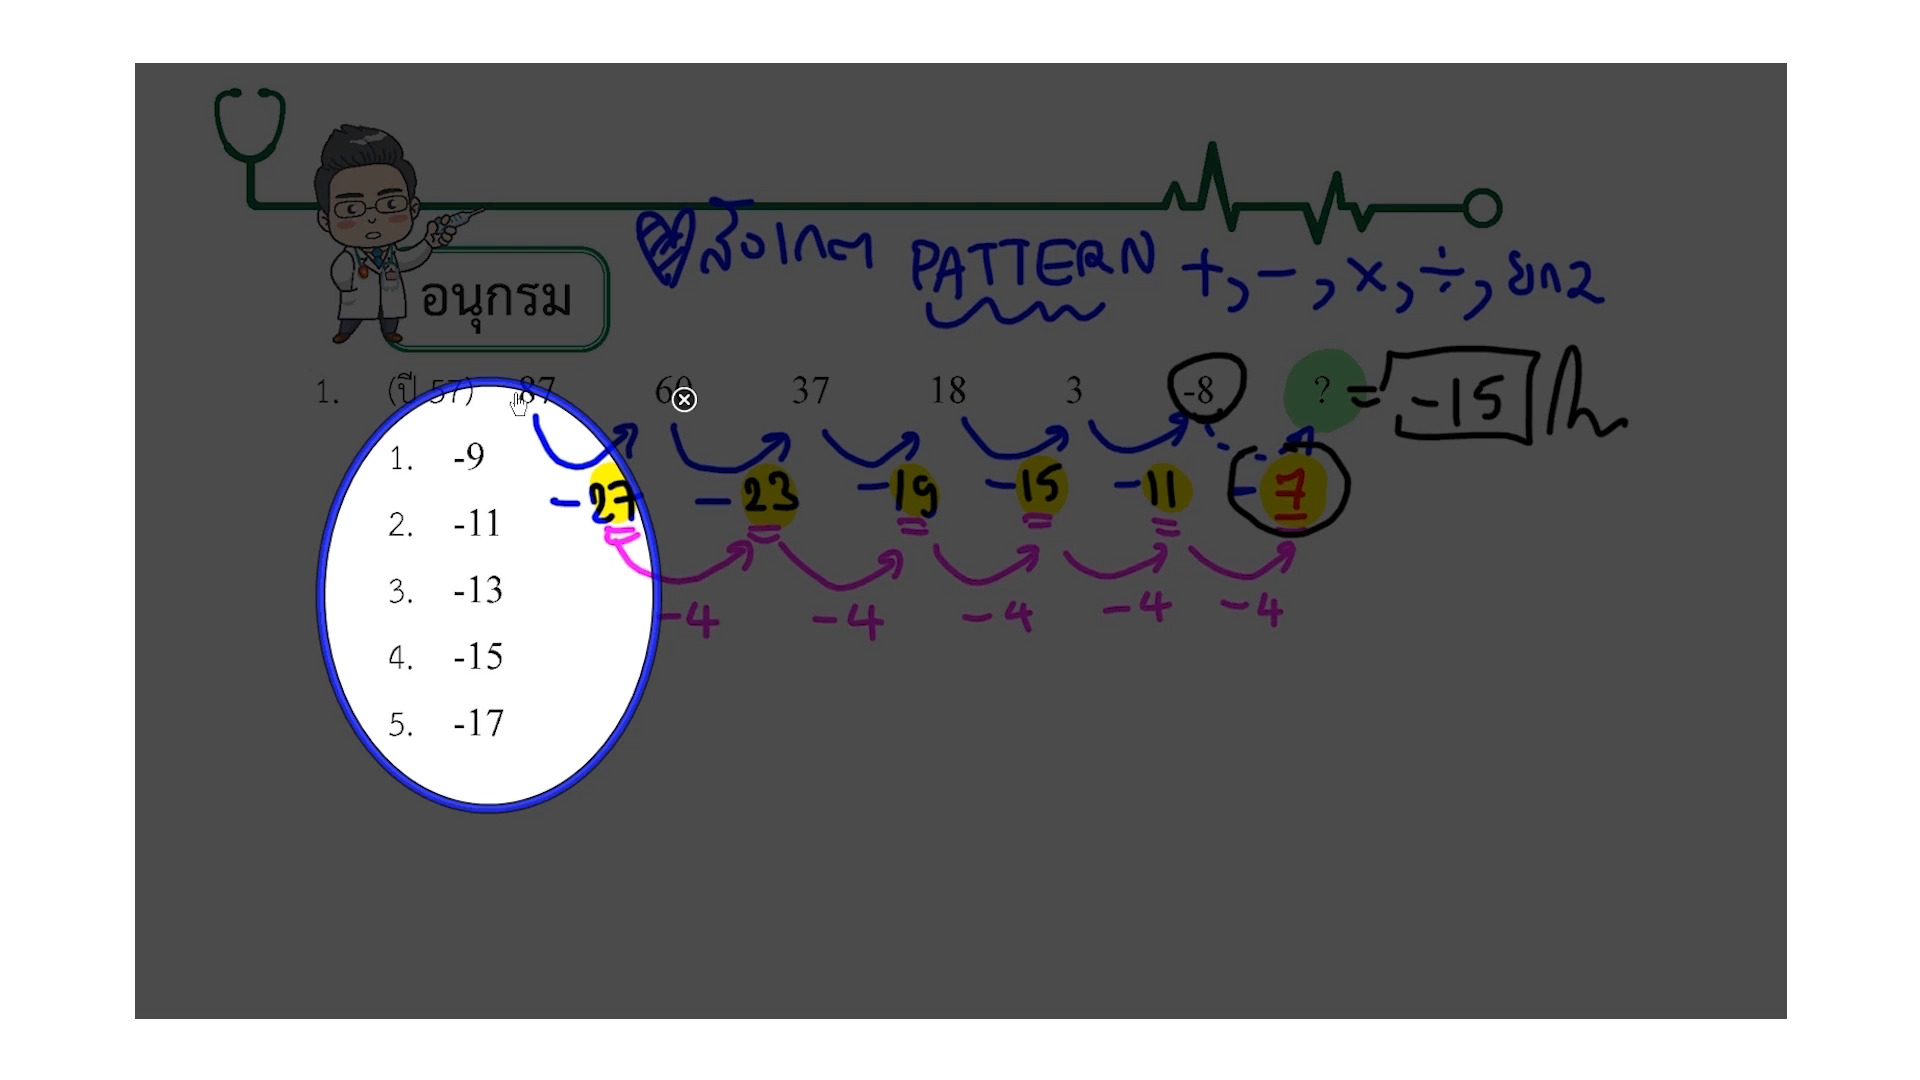 สังเกต PATTERN +, -, ×, ÷, ยก2
อนุกรม
1. (ปี 57) 87 60 37 18 3 -8 ? = -15
1. -9
-27 -23 -19 -15 -11 -7
2. -11
3. -13
-4 -4 -4 -4 -4
4. -15
5. -17